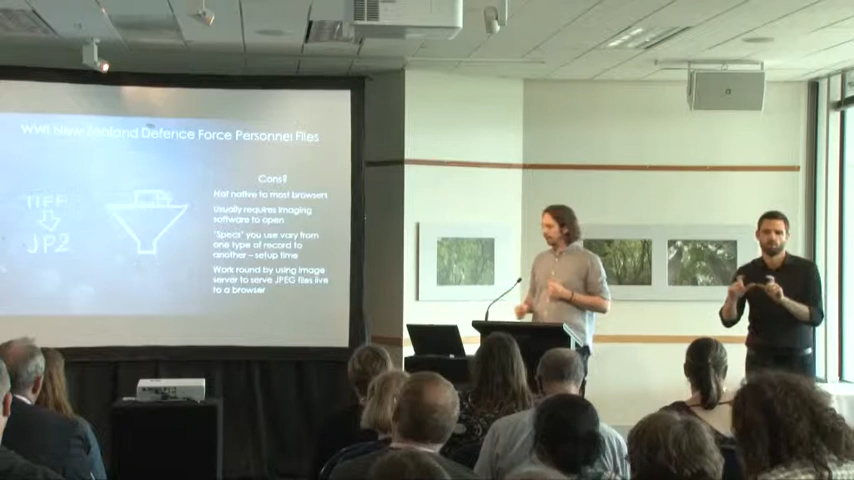 WWI New Zealand Defence Force Personnel Files
TIFF
JP2
Cons?
Not native to most browsers
Usually requires imaging
software to open
"Specs" you use vary from
one type of record to
another – setup time
Work round by using Image
server to serve JPEG files live
to a browser